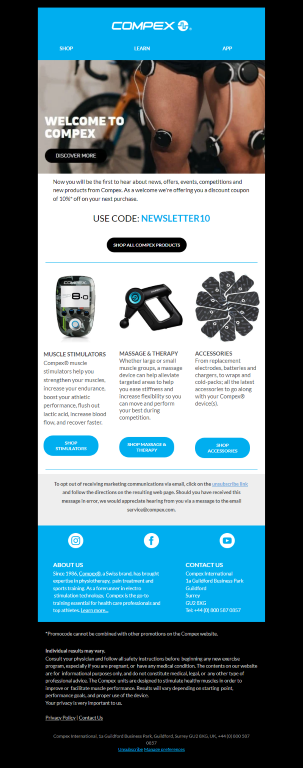 COMPEX
SHOP LEARN APP
WELCOME TO
COMPEX
DISCOVER MORE
Now you will be the first to hear about news, offers, events, competitions and
new products from Compex. As a welcome we're offering you a discount coupon
of 10%* off on your next purchase.
USE CODE: NEWSLETTER10
SHOP ALL COMPEX PRODUCTS
COMPEX
MUSCLE STIMULATORS
Compex® muscle
stimulators help you
strengthen your muscles,
increase your endurance,
boost your athletic
performance, flush out
lactic acid, increase blood
flow, and recover faster.
SHOP
STIMULATORS
MASSAGE & THERAPY
Whether large or small
muscle groups, a massage
device can help alleviate
targeted areas to help
you ease stiffness and
increase flexibility so you
can move and perform
your best during
competition.
SHOP MASSAGE &
THERAPY
ACCESSORIES
From replacement
electrodes, batteries and
chargers, to wraps and
cold-packs; all the latest
accessories to go along
with your Compex®
device(s).
SHOP
ACCESSORIES
To opt out of receiving marketing communications via email, click on the unsubscribe link
and follow the directions on the resulting web page. Should you have received this
message in error, we would appreciate hearing from you via a message to the email
service@compex.com.
ABOUT US
Since 1986, Compex® a Swiss brand, has brought
expertise in physiotherapy, pain treatment and
sports training. As a forerunner in electro
stimulation technology, Compex is the go-to
training essential for health care professionals and
top athletes. Learn more...
CONTACT US
Compex International
1a Guildford Business Park
Guildford
Surrey
GU2 8XG
Tel: +44 (0) 800 587 0857
*Promocode cannot be combined with other promotions on the Compex website.
Individual results may vary.
Consult your physician and follow all safety instructions before beginning any new exercise
program, especially if you are pregnant, or have any medical condition. The contents on our website
are for informational purposes only, and do not constitute medical, legal, or any other type of
professional advice. The Compex units are designed to stimulate healthy muscles in order to
improve or facilitate muscle performance. Results will vary depending on starting point,
performance goals, and proper use of the device.
Your privacy is very important to us.
Privacy Policy | Contact Us
Compex International, 1a Guildford Business Park, Guildford, Surrey GU2 8XG, UK, +44 (0) 800 587
0857
Unsubscribe Manage preferences